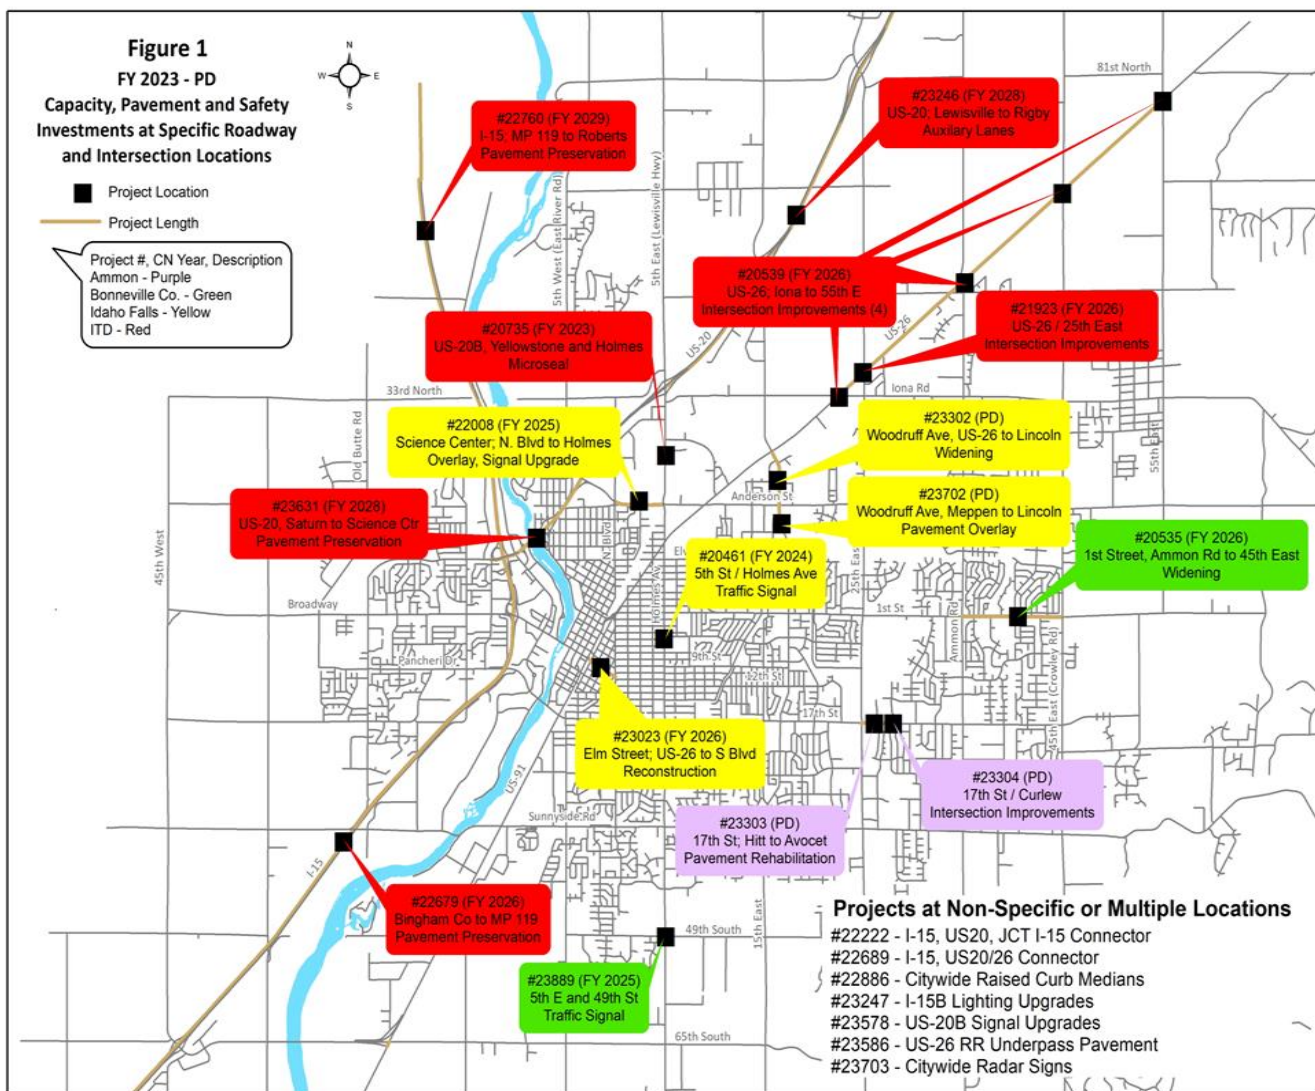 Figure 1
FY 2023 - PD
Capacity, Pavement and Safety
Investments at Specific Roadway
and Intersection Locations
N
W
E
S
Project Location
Project Length
Project #, CN Year, Description
Ammon - Purple
Bonneville Co. - Green
Idaho Falls - Yellow
ITD - Red
#22760 (FY 2029)
I-15; MP 119 to Roberts
Pavement Preservation
#23246 (FY 2028)
US-20; Lewisville to Rigby
Auxilary Lanes
81st North
5th West (East River Rd)
5th East (Lewisville Hwy)
#20539 (FY 2026)
US-26; Iona to 55th E
Intersection Improvements (4)
#21923 (FY 2026)
US-26 / 25th East
Intersection Improvements
#20735 (FY 2023)
US-20B, Yellowstone and Holmes
Microseal
US-20
US-26
33rd North
Iona Rd
Old Butte Rd
#22008 (FY 2025)
Science Center; N. Blvd to Holmes
Overlay, Signal Upgrade
#23302 (PD)
Woodruff Ave, US-26 to Lincoln
Widening
55th East
Anderson St
#23631 (FY 2028)
US-20, Saturn to Science Ctr
Pavement Preservation
#23702 (PD)
Woodruff Ave, Meppen to Lincoln
Pavement Overlay
N. Blvd
45th West
#20461 (FY 2024)
5th St / Holmes Ave
Traffic Signal
#20535 (FY 2026)
1st Street, Ammon Rd to 45th East
Widening
25th East
Broadway
Holmes Av
1st St
Ammon Rd
Pancheri Dr
9th St
12th St
17th St
45th East (Crowley Rd)
#23023 (FY 2026)
Elm Street; US-26 to S Blvd
Reconstruction
US-91
#23304 (PD)
17th St / Curlew
Intersection Improvements
Sunnyside Rd
#23303 (PD)
17th St; Hitt to Avocet
Pavement Rehabilitation
I-15
#22679 (FY 2026)
Bingham Co to MP 119
Pavement Preservation
49th South
15th East
#23889 (FY 2025)
5th E and 49th St
Traffic Signal
65th South
Projects at Non-Specific or Multiple Locations
#22222 - I-15, US20, JCT I-15 Connector
#22689 - I-15, US20/26 Connector
#22886 - Citywide Raised Curb Medians
#23247 - I-15B Lighting Upgrades
#23578 - US-20B Signal Upgrades
#23586 - US-26 RR Underpass Pavement
#23703 - Citywide Radar Signs